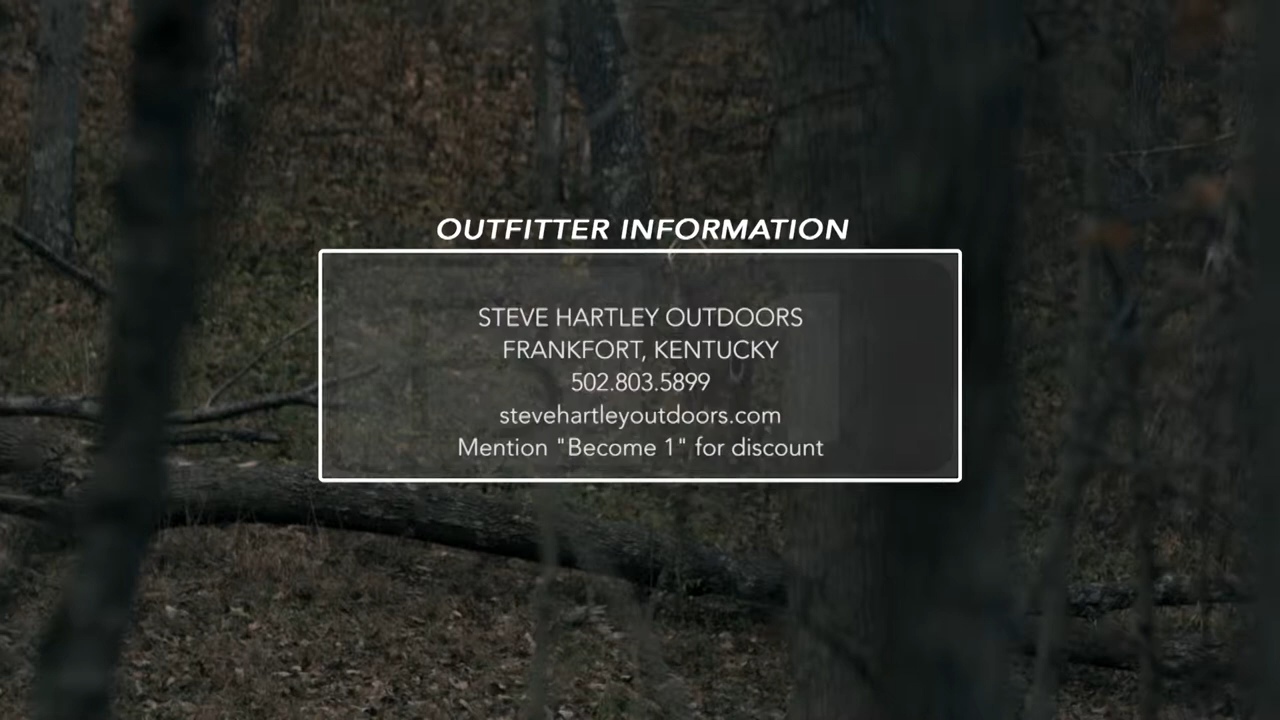 OUTFITTER INFORMATION
STEVE HARTLEY OUTDOORS
FRANKFORT, KENTUCKY
502.803.5899
stevehartleyoutdoors.com
Mention "Become 1" for discount